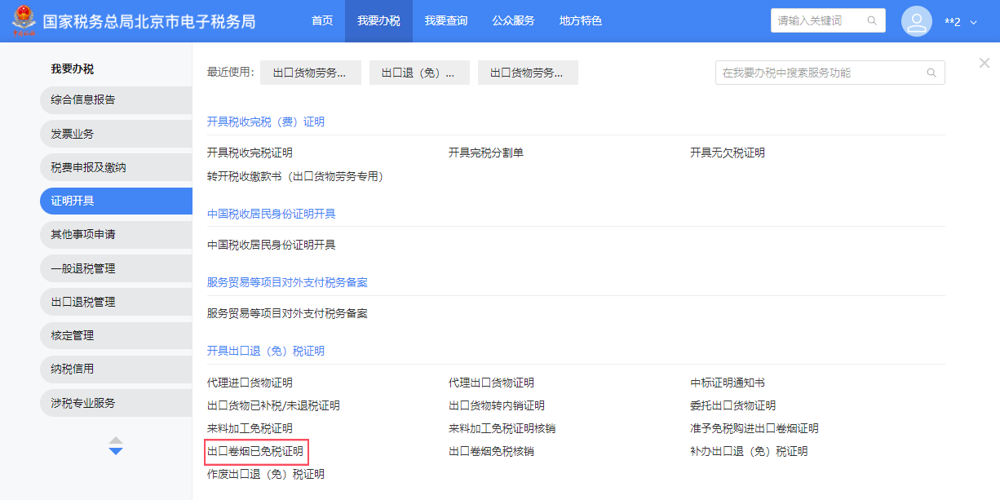 国家税务总局北京市电子税务局
首页 我要办税 我要查询 公众服务 地方特色
请输入关键词
**2
我要办税
综合信息报告
发票业务
税费申报及缴纳
证明开具
其他事项申请
一般退税管理
出口退税管理
核定管理
纳税信用
涉税专业服务
最近使用: 出口货物劳务... 出口退（免）... 出口货物劳务...
在我要办税中搜索服务功能
开具税收完税（费）证明
开具税收完税证明 开具完税分割单 开具无欠税证明
转开税收缴款书（出口货物劳务专用）
中国税收居民身份证明开具
中国税收居民身份证明开具
服务贸易等项目对外支付税务备案
服务贸易等项目对外支付税务备案
开具出口退（免）税证明
代理进口货物证明 代理出口货物证明 中标证明通知书
出口货物已补税/未退税证明 出口货物转内销证明 委托出口货物证明
来料加工免税证明 来料加工免税证明核销 准予免税购进出口卷烟证明
出口卷烟已免税证明 出口卷烟免税核销 补办出口退（免）税证明
作废出口退（免）税证明